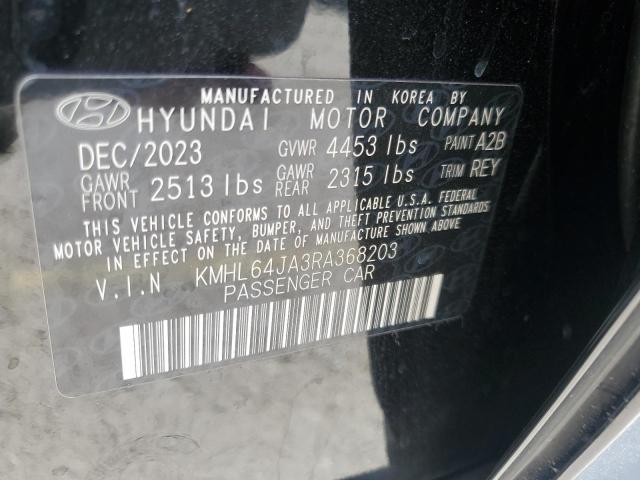 MANUFACTURED IN KOREA BY
HYUNDAI MOTOR COMPANY
DEC/2023 GVWR 4453 lbs PAINT A2B
GAWR FRONT 2513 lbs GAWR REAR 2315 lbs TRIM REY
THIS VEHICLE CONFORMS TO ALL APPLICABLE U.S.A. FEDERAL
MOTOR VEHICLE SAFETY, BUMPER, AND THEFT PREVENTION STANDARDS
IN EFFECT ON THE DATE OF MANUFACTURE SHOWN ABOVE
V.I.N KMHL64JA3RA368203
PASSENGER CAR